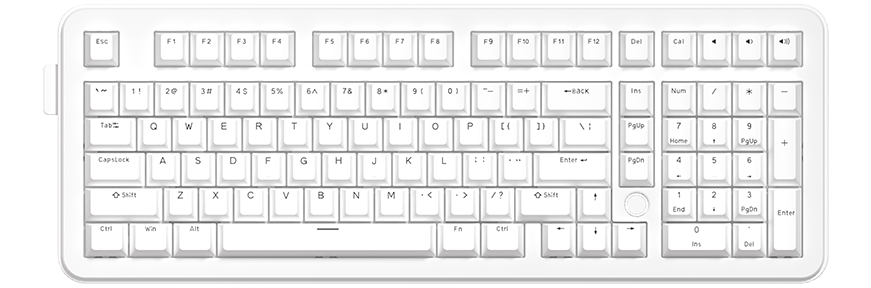 Esc F1 F2 F3 F4 F5 F6 F7 F8 F9 F10 F11 F12 Del Cal
`~ 1! 2@ 3# 4$ 5% 6^ 7& 8* 9( 0) -_ =+ ←BACK Ins Num / * -
Tab Q W E R T Y U I O P [{ ]} \| PgUp 7 Home 8 ↑ 9 PgUp +
CapsLock A S D F G H J K L ;: '" Enter ↵ PgDn 4 ← 5 6 →
⇧Shift Z X C V B N M ,< .> /? ⇧Shift ↑ 1 End 2 ↓ 3 PgDn Enter
Ctrl Win Alt Fn Ctrl ← ↓ → 0 Ins . Del